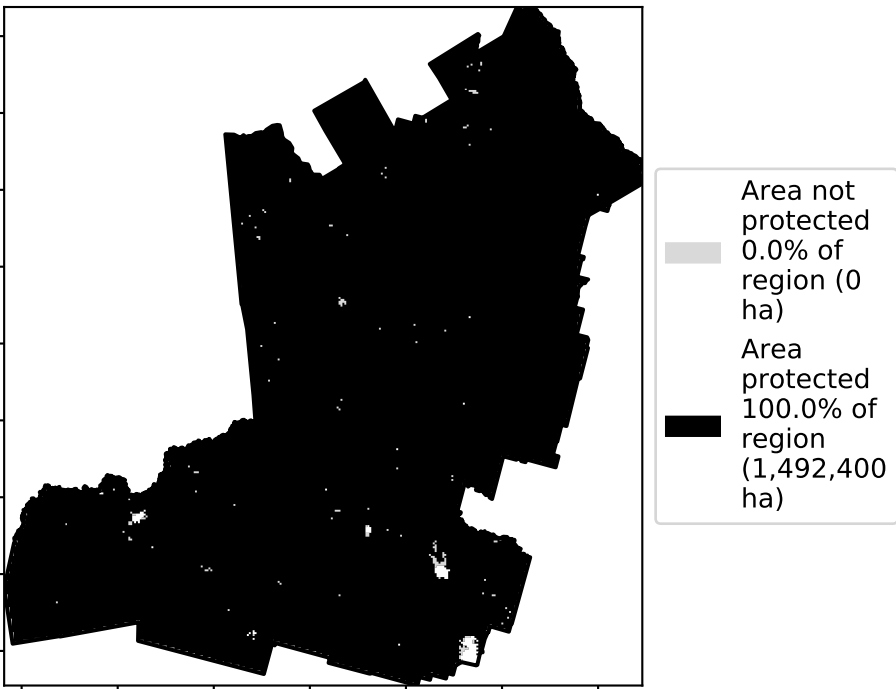 Area not
protected
0.0% of
region (0
ha)
Area
protected
100.0% of
region
(1,492,400
ha)